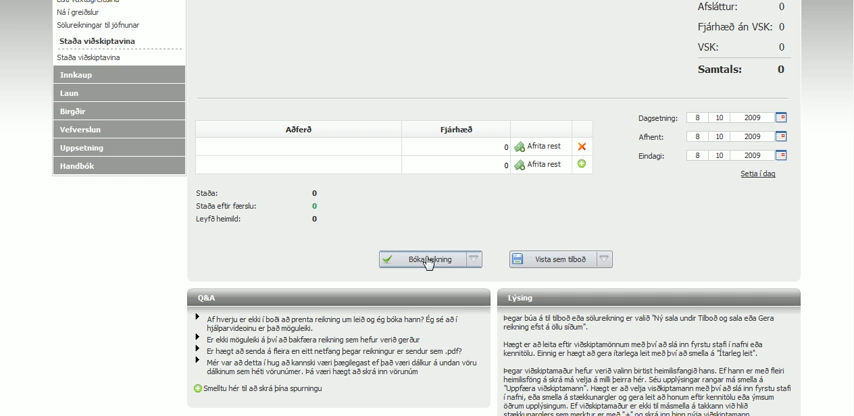 Ná í greiðslur
Sölureikningar til jöfnunar
Staða viðskiptavina
Staða viðskiptavina
Innkaup
Laun
Birgðir
Vefverslun
Uppsetning
Handbók
Afsláttur: 0
Fjárhæð án VSK: 0
VSK: 0
Samtals: 0
Aðferð Fjárhæð
0 Afrita rest
0 Afrita rest
Dagsetning: 8 10 2009
Afhent: 8 10 2009
Eindagi: 8 10 2009
Setja í dag
Staða: 0
Staða eftir færslu: 0
Leyfð heimild: 0
Bóka reikning
Vista sem tilboð
Q&A
Af hverju er ekki í boði að prenta reikning um leið og ég bóka hann? Ég sé að í
hjálparvideoinu er það möguleiki.
Er ekki möguleiki á því að bakfæra reikning sem hefur verið gerður
Er hægt að senda á fleira en eitt netfang þegar reikningur er sendur sem .pdf?
Mér var að detta í hug að kannski væri þægilegast ef það væri dálkur á undan vöru
dálkinum sem héti vörunúmer. Þá væri hægt að slá inn vörunúm
Smelltu hér til að skrá þína spurningu
Lýsing
Þegar búa á til tilboð eða sölureikning er valið "Ný sala undir Tilboð og sala eða Gera
reikning efst á öllu síðum".
Hægt er að leita eftir viðskiptamönnum með því að slá inn fyrstu stafi í nafni eða
kennitölu. Einnig er hægt að gera ítarlega leit með því að smella á "Ítarleg leit".
Þegar viðskiptamaður hefur verið valinn birtist heimilisfangið hans. Ef hann er með fleiri
heimilisföng á skrá má velja á milli þeirra hér. Séu upplýsingar rangar má smella á
"Uppfæra viðskiptamann". Hægt er að velja viðskiptamann með því að slá inn fyrstu stafi
í nafni, eða smella á stækkunargler og gera leit að honum eftir kennitölu eða ýmsum
öðrum upplýsingum. Ef viðskiptamaður er ekki til má smella á takkann við hlið